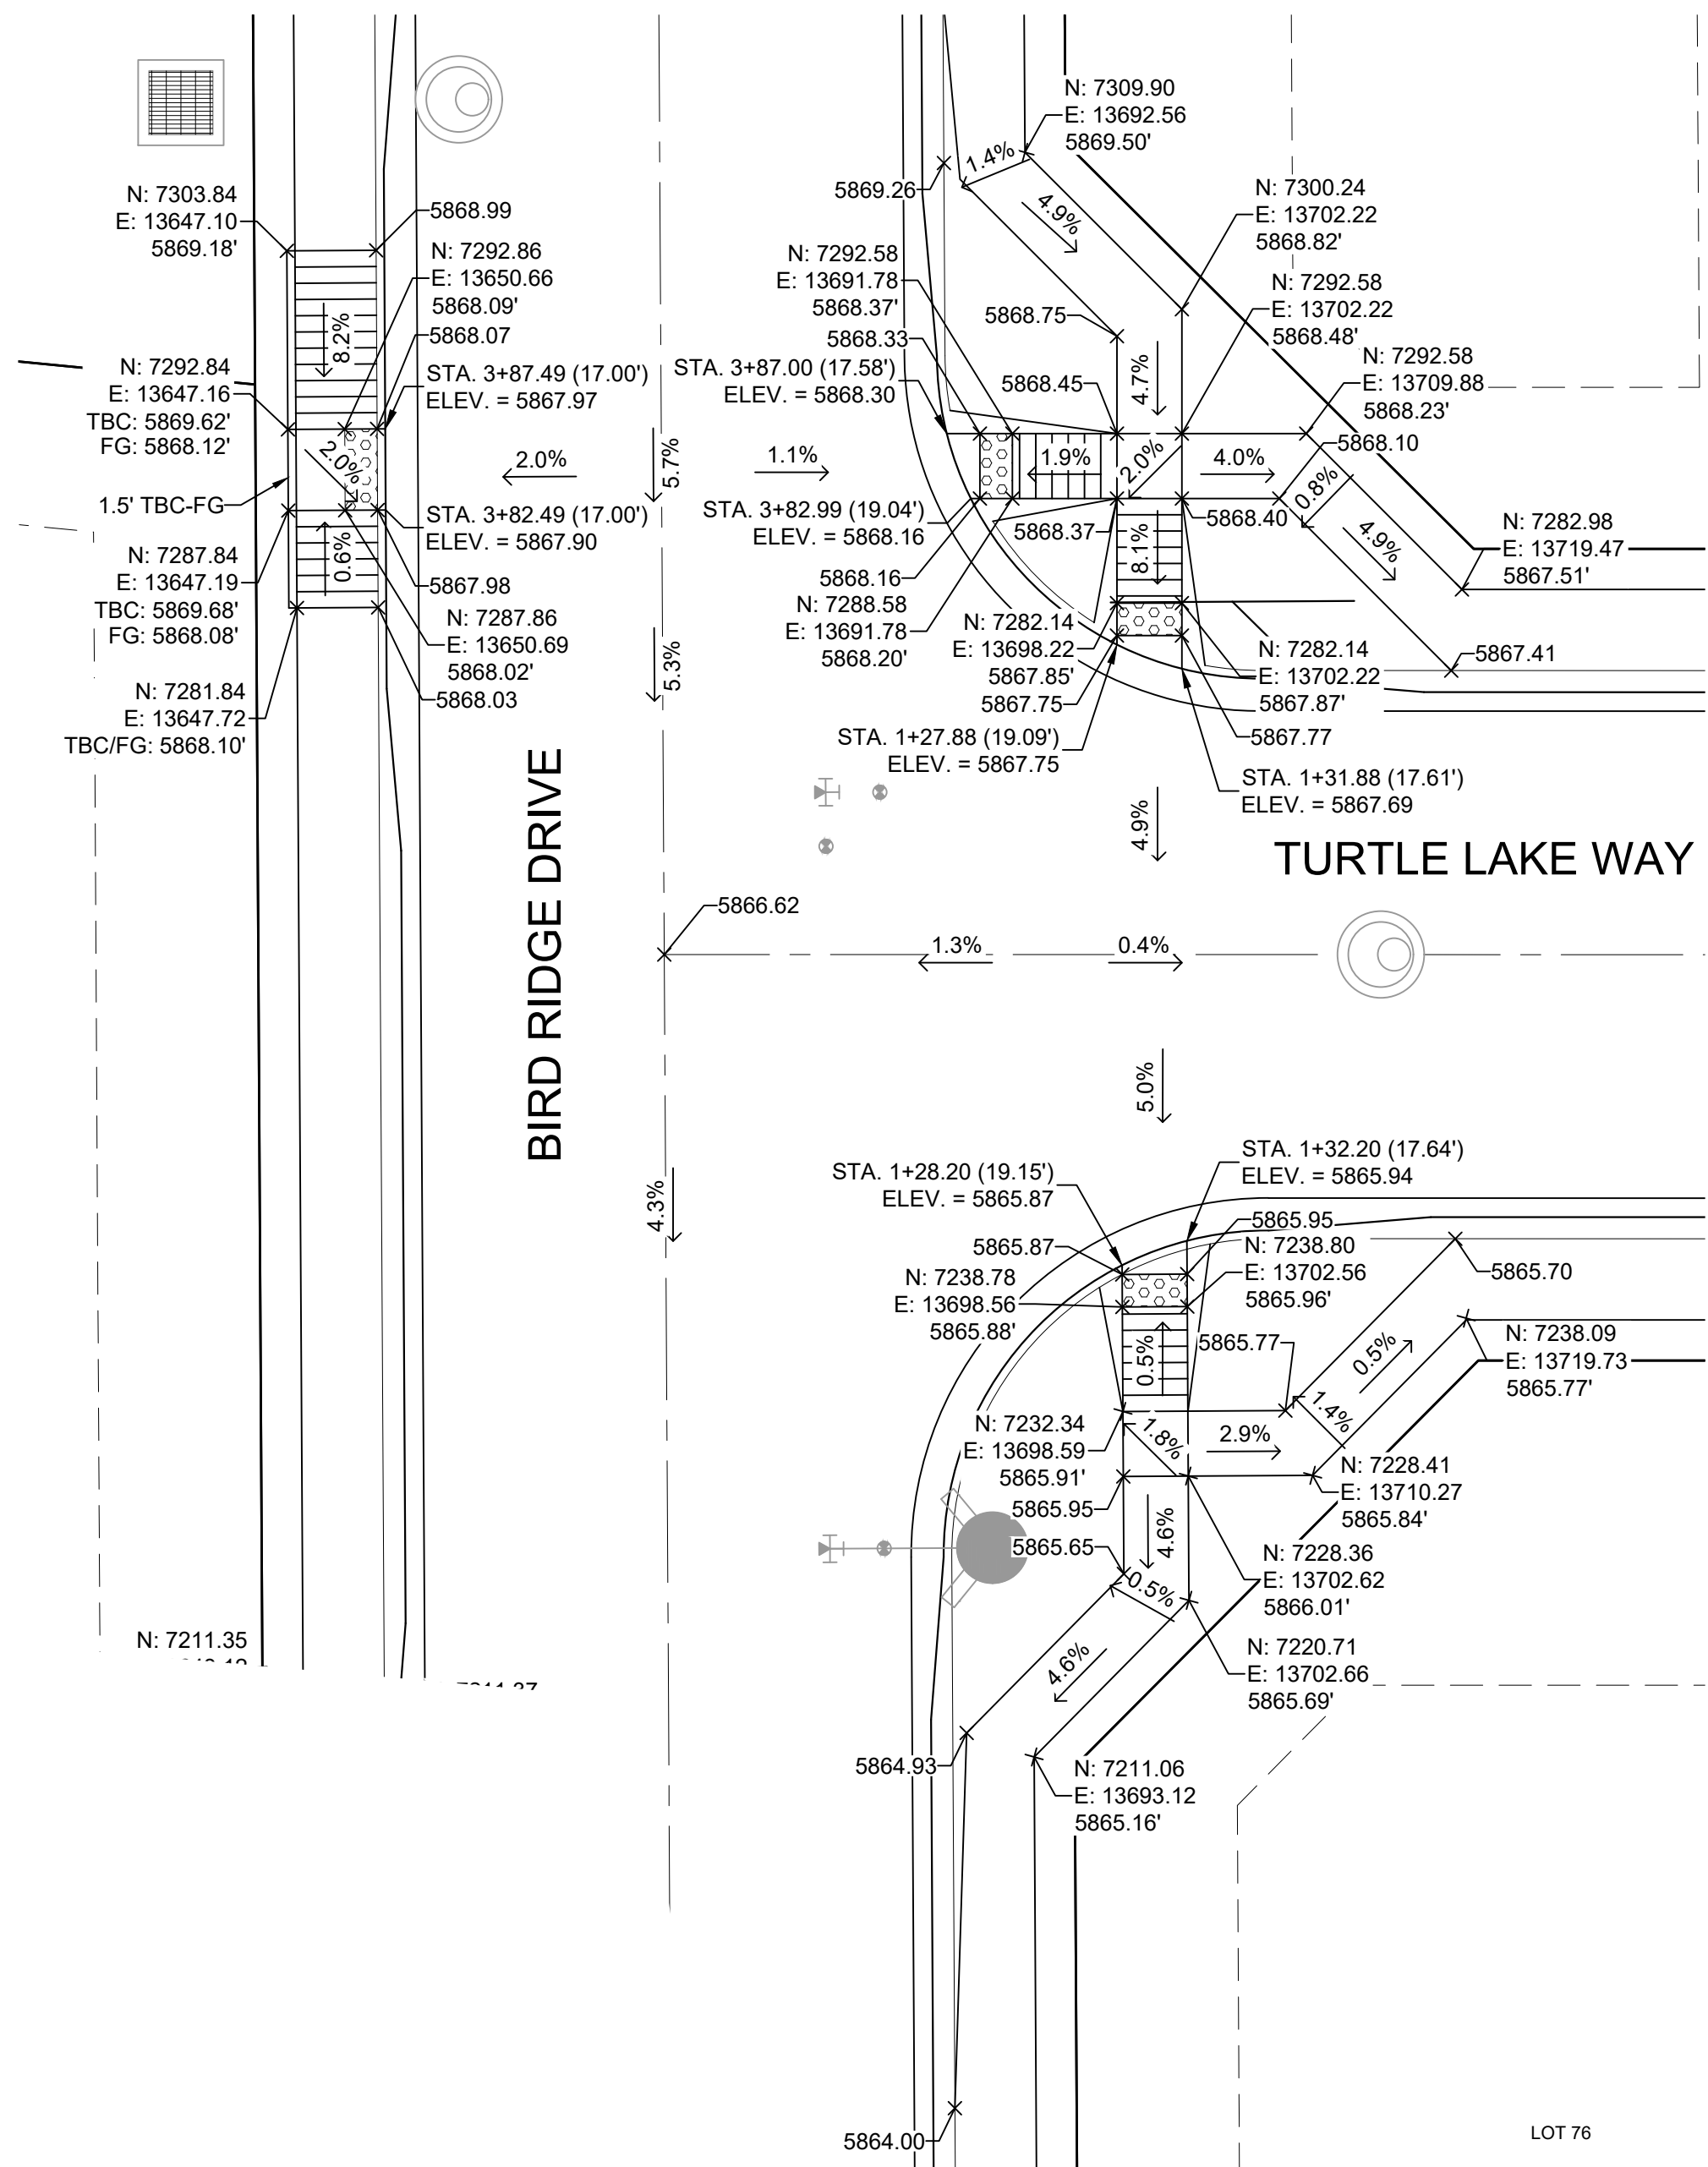 N: 7303.84
E: 13647.10
5869.18'
5868.99
N: 7292.86
E: 13650.66
5868.09'
5868.07
8.2%
N: 7292.84
E: 13647.16
TBC: 5869.62'
FG: 5868.12'
STA. 3+87.49 (17.00')
ELEV. = 5867.97
2.0%
1.5' TBC-FG
STA. 3+82.49 (17.00')
ELEV. = 5867.90
0.6%
N: 7287.84
E: 13647.19
TBC: 5869.68'
FG: 5868.08'
5867.98
N: 7287.86
E: 13650.69
5868.02'
N: 7281.84
E: 13647.72
TBC/FG: 5868.10'
5868.03
2.0%
5.7%
1.1%
5.3%
BIRD RIDGE DRIVE
N: 7309.90
E: 13692.56
5869.50'
1.4%
5869.26
4.9%
N: 7300.24
E: 13702.22
5868.82'
N: 7292.58
E: 13691.78
5868.37'
5868.33
5868.75
N: 7292.58
E: 13702.22
5868.48'
STA. 3+87.00 (17.58')
ELEV. = 5868.30
5868.45
4.7%
N: 7292.58
E: 13709.88
5868.23'
5868.10
1.9%
2.0%
4.0%
0.8%
STA. 3+82.99 (19.04')
ELEV. = 5868.16
5868.37
5868.40
8.1%
4.9%
N: 7282.98
E: 13719.47
5867.51'
5868.16
N: 7288.58
E: 13691.78
5868.20'
N: 7282.14
E: 13698.22
5867.85'
5867.75
N: 7282.14
E: 13702.22
5867.87'
5867.41
5867.77
STA. 1+27.88 (19.09')
ELEV. = 5867.75
STA. 1+31.88 (17.61')
ELEV. = 5867.69
4.9%
TURTLE LAKE WAY
5866.62
1.3%
0.4%
5.0%
4.3%
STA. 1+28.20 (19.15')
ELEV. = 5865.87
STA. 1+32.20 (17.64')
ELEV. = 5865.94
5865.95
5865.87
N: 7238.80
E: 13702.56
5865.96'
N: 7238.78
E: 13698.56
5865.88'
5865.70
0.5%
5865.77
0.5%
N: 7238.09
E: 13719.73
5865.77'
1.4%
N: 7232.34
E: 13698.59
5865.91'
1.8%
2.9%
5865.95
N: 7228.41
E: 13710.27
5865.84'
4.6%
5865.65
0.5%
N: 7228.36
E: 13702.62
5866.01'
4.6%
N: 7220.71
E: 13702.66
5865.69'
N: 7211.35
5864.93
N: 7211.06
E: 13693.12
5865.16'
5864.00
LOT 76